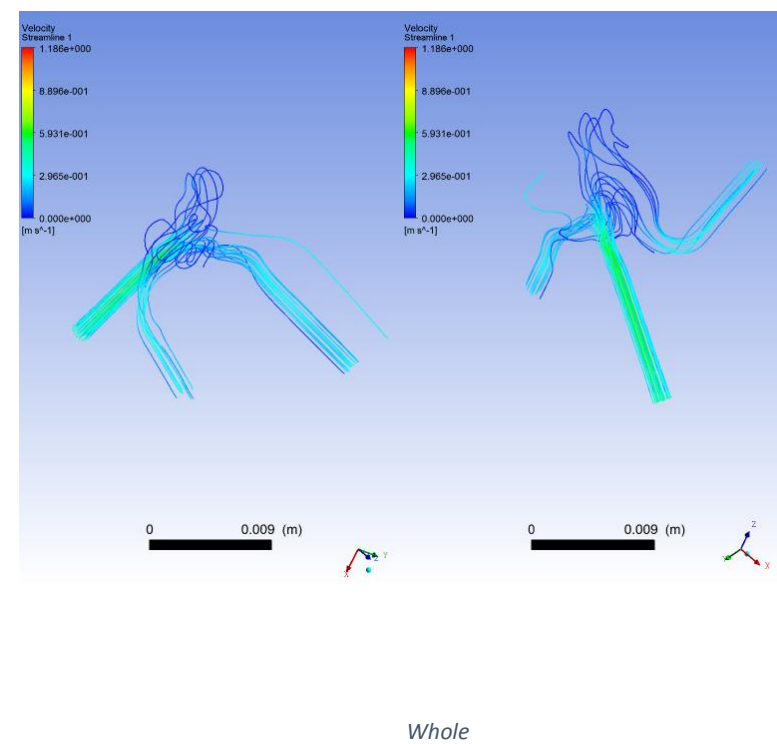 Velocity
Streamline 1
1.186e+000
8.896e-001
5.931e-001
2.965e-001
0.000e+000
[m s^-1]
0 0.009 (m)
X Y Z
Velocity
Streamline 1
1.186e+000
8.896e-001
5.931e-001
2.965e-001
0.000e+000
[m s^-1]
0 0.009 (m)
Z
Y X
Whole